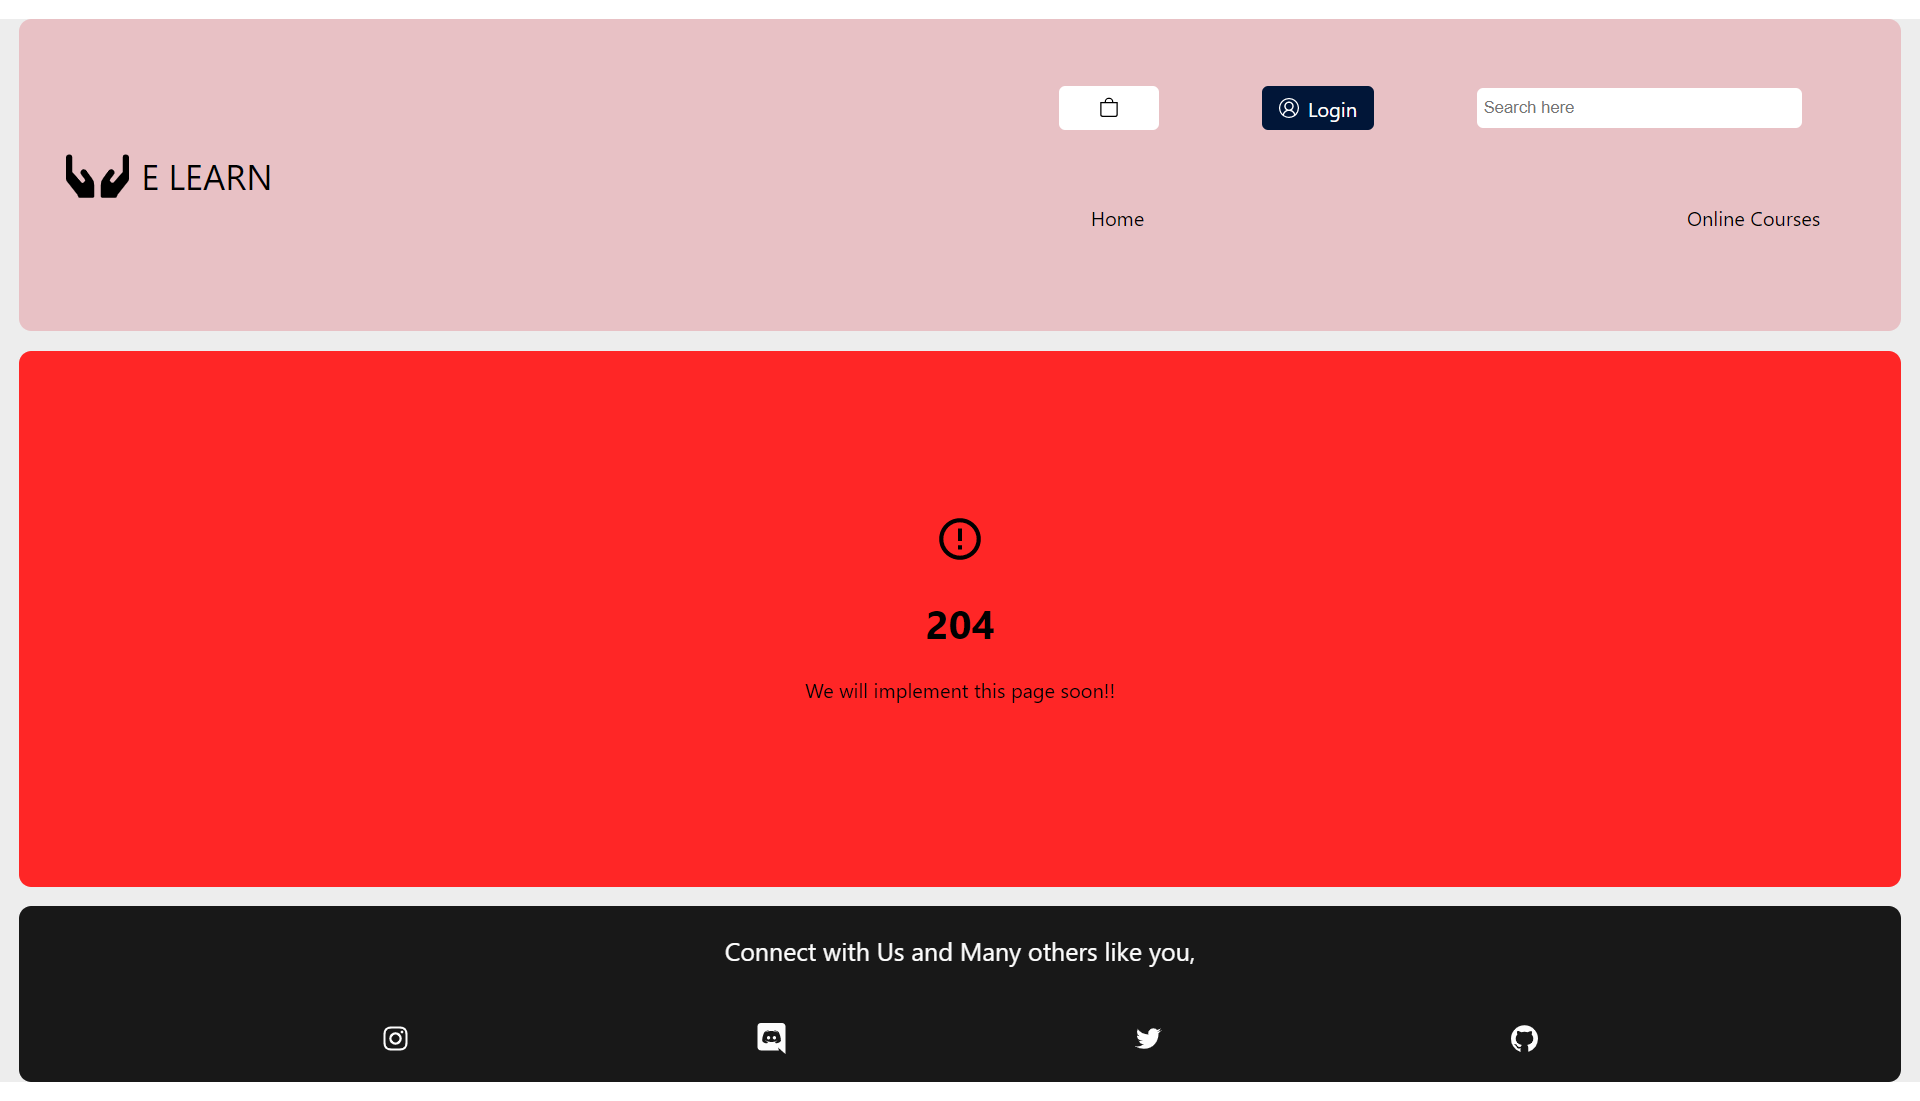 Login
Search here
E LEARN
Home
Online Courses
204
We will implement this page soon!!
Connect with Us and Many others like you,